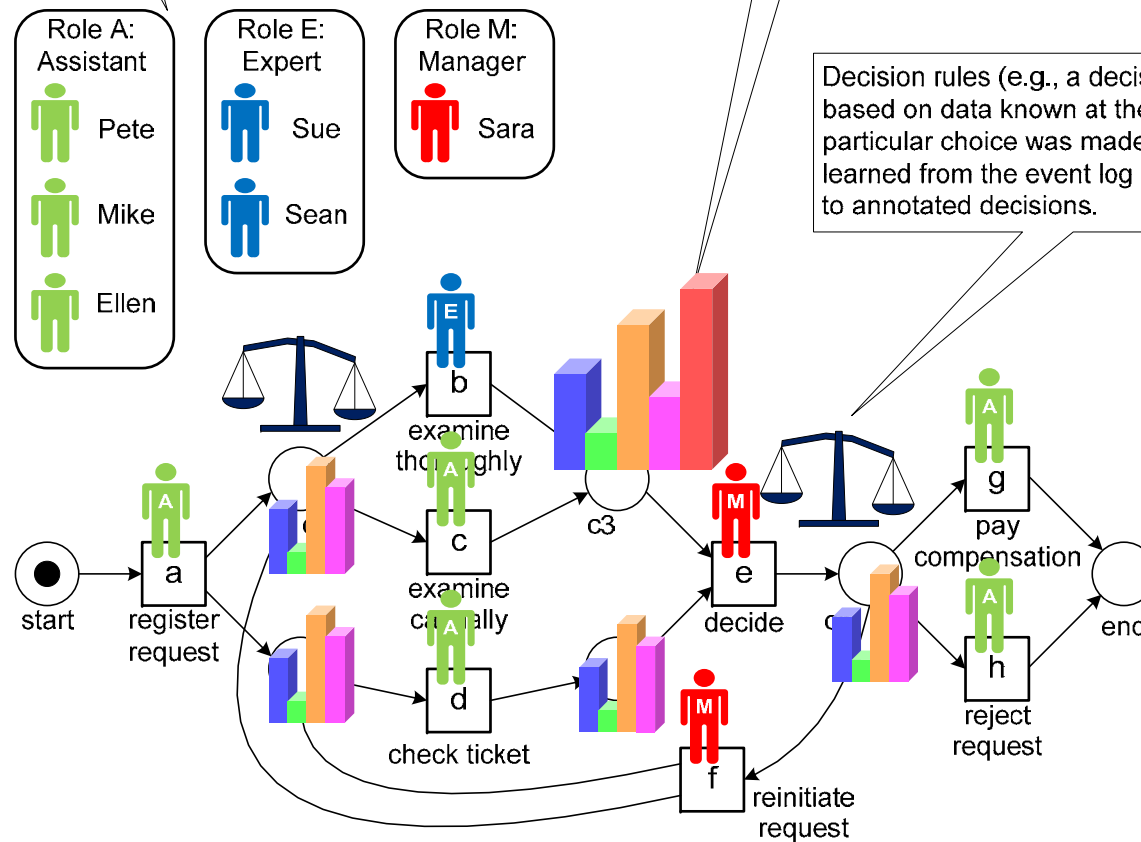 Role A:
Assistant
Pete
Mike
Ellen
Role E:
Expert
Sue
Sean
Role M:
Manager
Sara
Decision rules (e.g., a decis
based on data known at the
particular choice was made
learned from the event log
to annotated decisions.
start
A
a
register
request
E
b
examine
thoroughly
A
c
examine
A
d
check ticket
c3
M
e
decide
M
f
reinitiate
request
A
g
pay
compensation
A
h
reject
request
end